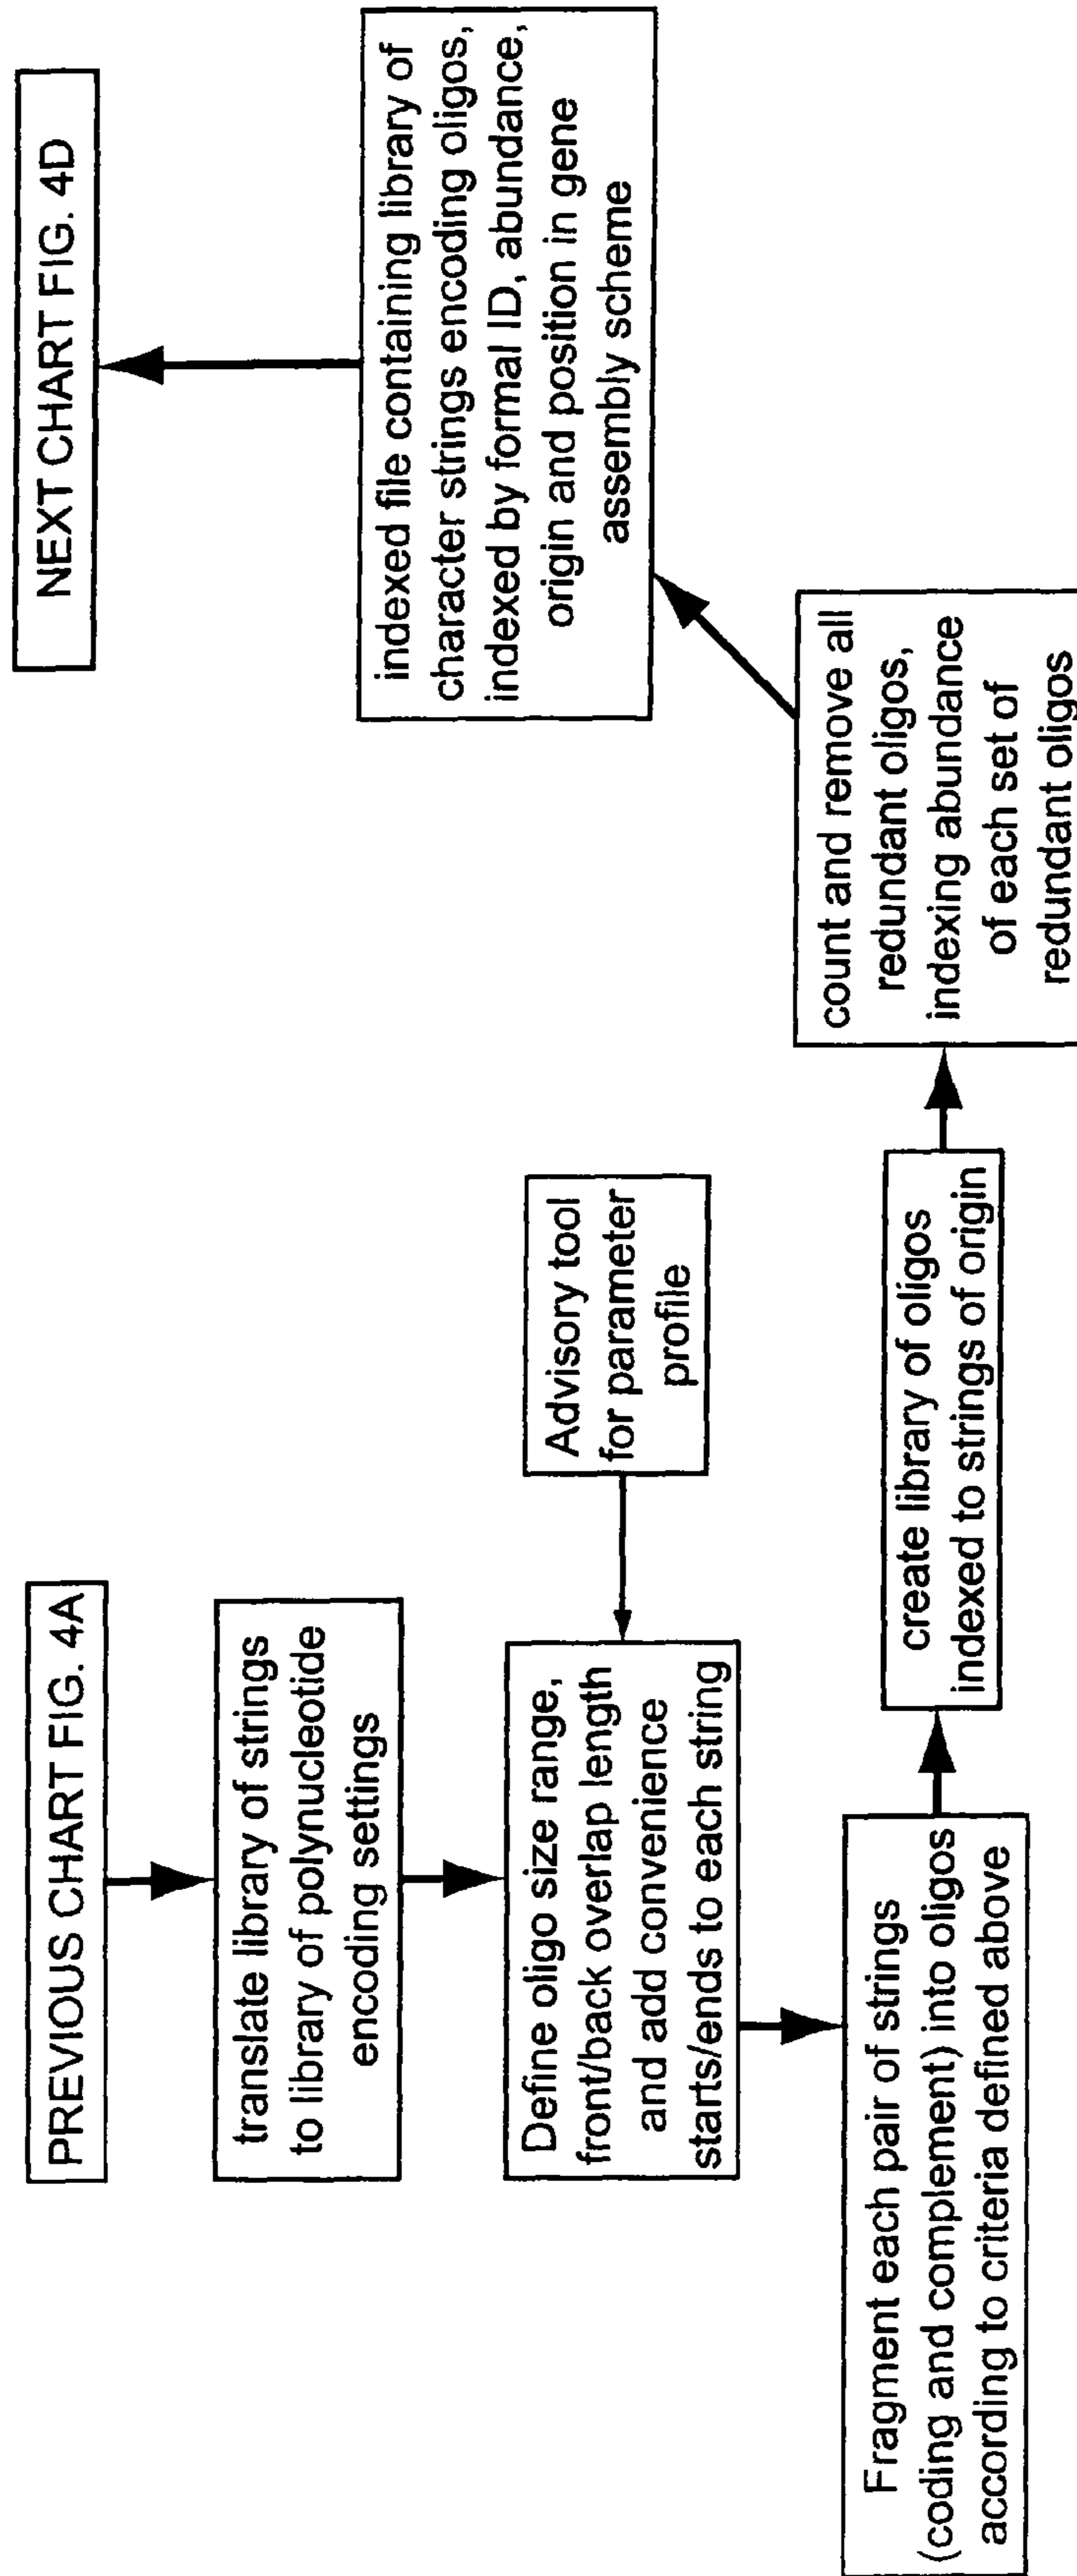 PREVIOUS CHART FIG. 4A
translate library of strings
to library of polynucleotide
encoding settings
Define oligo size range,
front/back overlap length
and add convenience
starts/ends to each string
Advisory tool
for parameter
profile
Fragment each pair of strings
(coding and complement) into oligos
according to criteria defined above
create library of oligos
indexed to strings of origin
count and remove all
redundant oligos,
indexing abundance
of each set of
redundant oligos
indexed file containing library of
character strings encoding oligos,
indexed by formal ID, abundance,
origin and position in gene
assembly scheme
NEXT CHART FIG. 4D